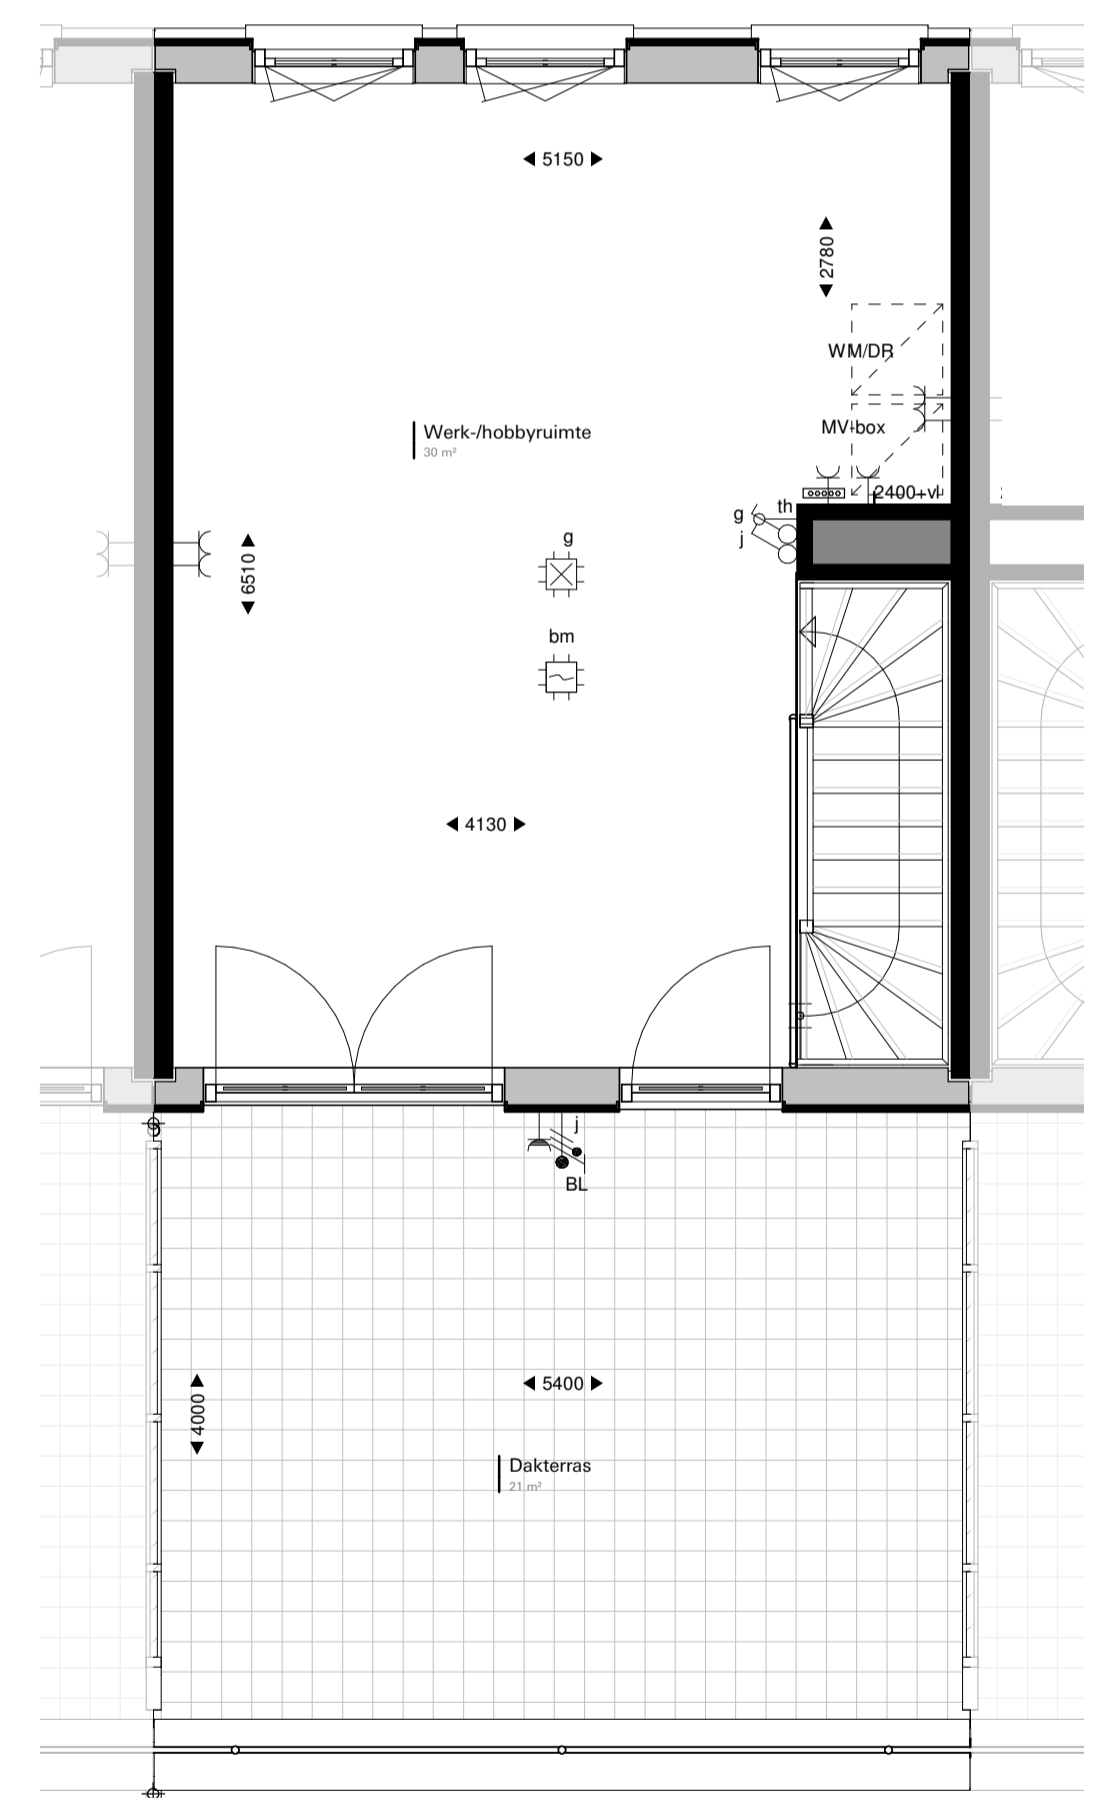 5150
2780
WM/DR
Werk-/hobbyruimte
30 m²
MV-box
2400+vl
g
th
j
g
6510
bm
4130
j
BL
5400
4000
Dakterras
21 m²